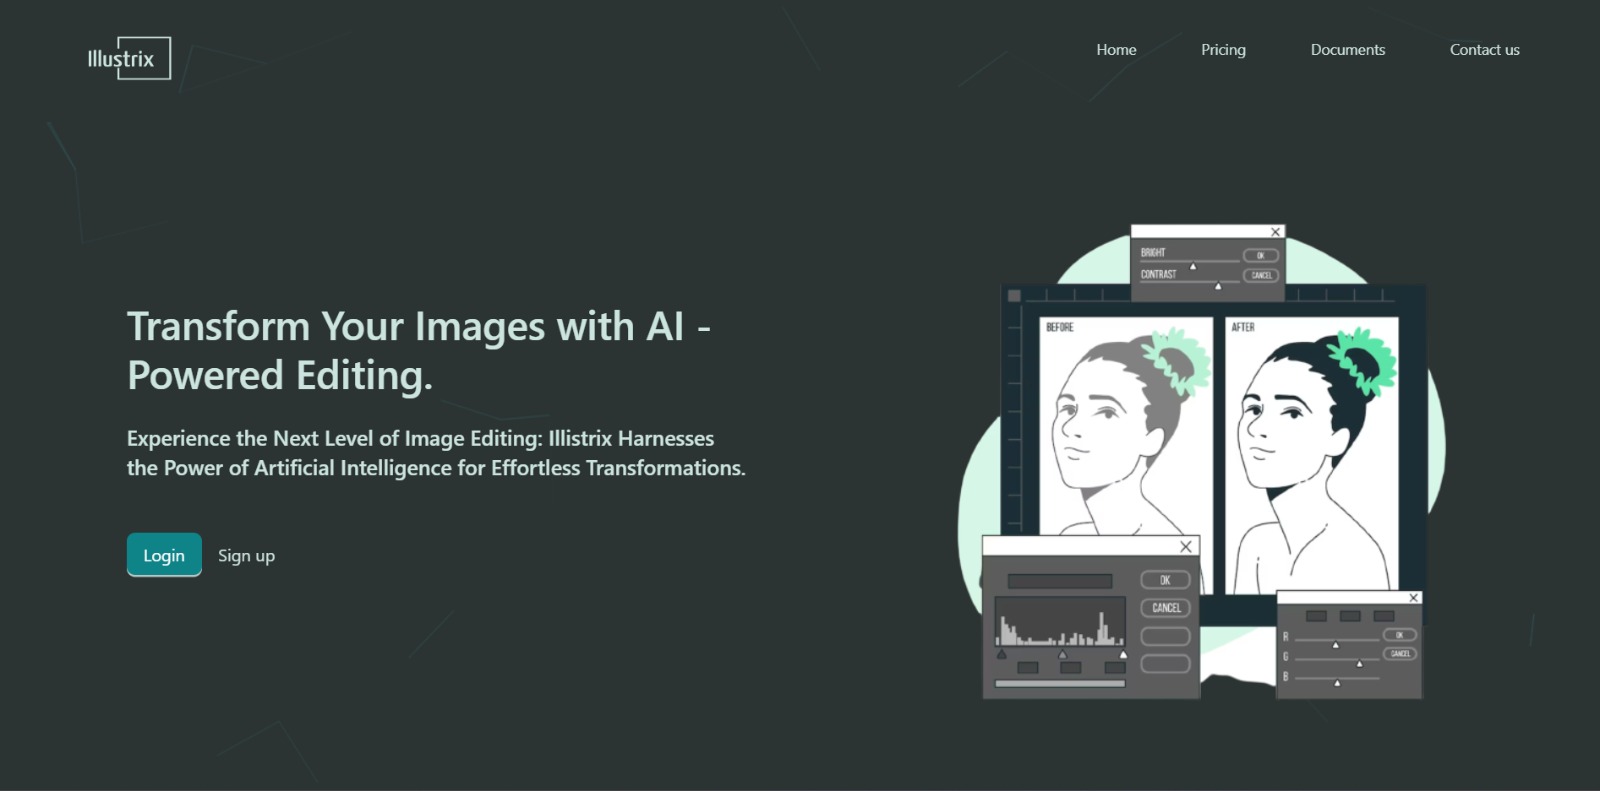 Illustrix
Home
Pricing
Documents
Contact us
Transform Your Images with AI -
Powered Editing.
Experience the Next Level of Image Editing: Illistrix Harnesses
the Power of Artificial Intelligence for Effortless Transformations.
Login
Sign up
BRIGHT
OK
CONTRAST
CANCEL
BEFORE
AFTER
OK
CANCEL
R
OK
G
CANCEL
B